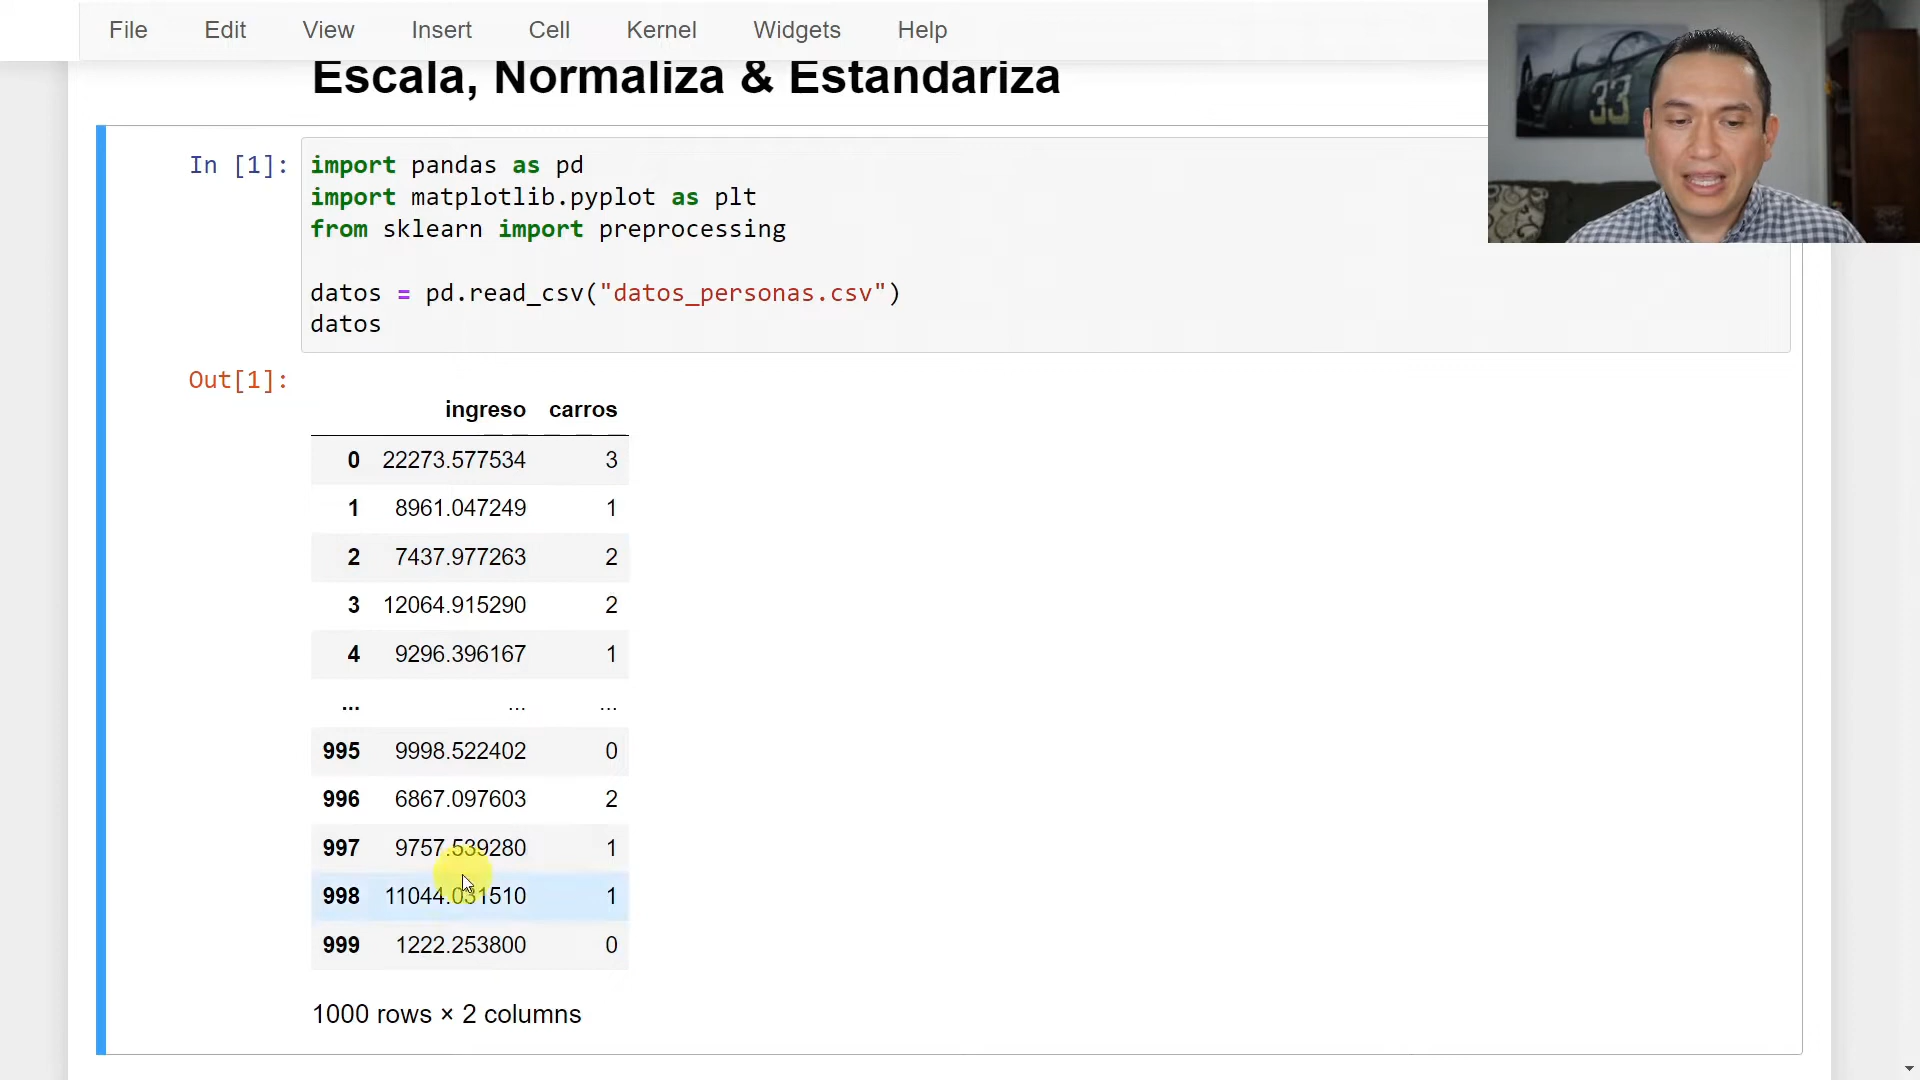 File Edit View Insert Cell Kernel Widgets Help
Escala, Normaliza & Estandariza
In [1]:
import pandas as pd
import matplotlib.pyplot as plt
from sklearn import preprocessing
datos = pd.read_csv("datos_personas.csv")
datos
Out[1]:
ingreso carros
0 22273.577534 3
1 8961.047249 1
2 7437.977263 2
3 12064.915290 2
4 9296.396167 1
... ... ...
995 9998.522402 0
996 6867.097603 2
997 9757.539280 1
998 11044.031510 1
999 1222.253800 0
1000 rows × 2 columns
33